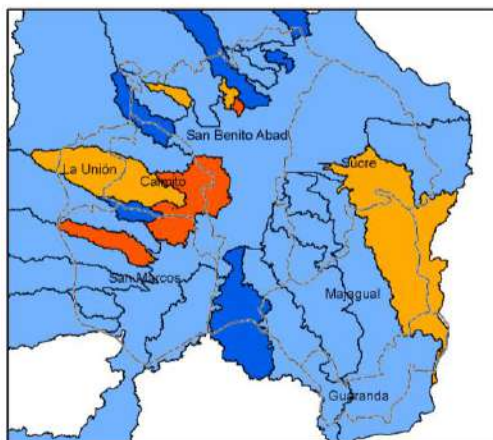 San Benito Abad
La Unión
Caimito
Sucre
San Marcos
Majagual
Guaranda